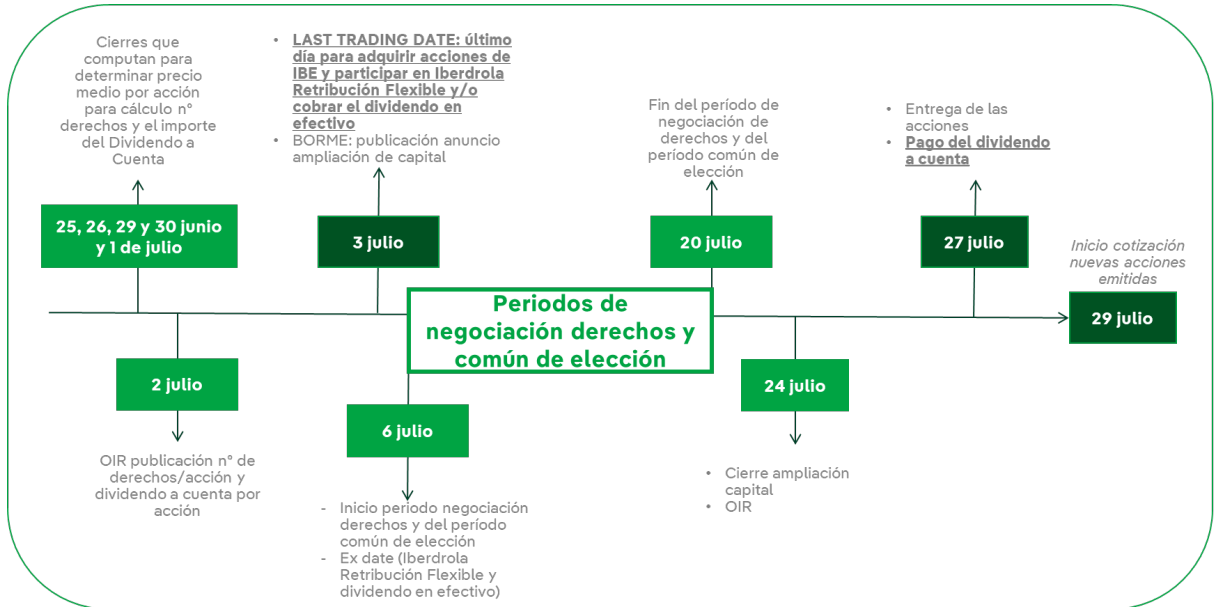 Cierres que
computan para
determinar precio
medio por acción
para cálculo nº
derechos y el importe
del Dividendo a
Cuenta
25, 26, 29 y 30 junio
y 1 de julio
• LAST TRADING DATE: último
día para adquirir acciones de
IBE y participar en Iberdrola
Retribución Flexible y/o
cobrar el dividendo en
efectivo
• BORME: publicación anuncio
ampliación de capital
3 julio
Fin del período de
negociación de
derechos y del
período común de
elección
20 julio
• Entrega de las
acciones
• Pago del dividendo
a cuenta
27 julio
Inicio cotización
nuevas acciones
emitidas
29 julio
Periodos de
negociación derechos y
común de elección
2 julio
OIR publicación nº de
derechos/acción y
dividendo a cuenta por
acción
6 julio
- Inicio periodo negociación
derechos y del período
común de elección
- Ex date (Iberdrola
Retribución Flexible y
dividendo en efectivo)
24 julio
• Cierre ampliación
capital
• OIR